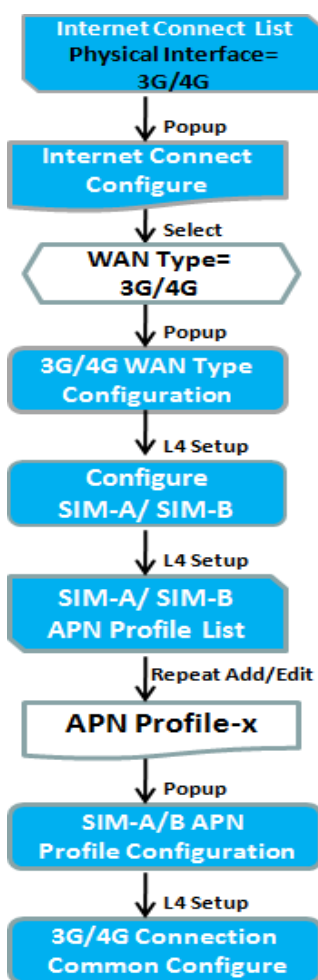 Internet Connect List
Physical Interface=
3G/4G
Popup
Internet Connect
Configure
Select
WAN Type=
3G/4G
Popup
3G/4G WAN Type
Configuration
L4 Setup
Configure
SIM-A/ SIM-B
L4 Setup
SIM-A/ SIM-B
APN Profile List
Repeat Add/Edit
APN Profile-x
Popup
SIM-A/B APN
Profile Configuration
L4 Setup
3G/4G Connection
Common Configure